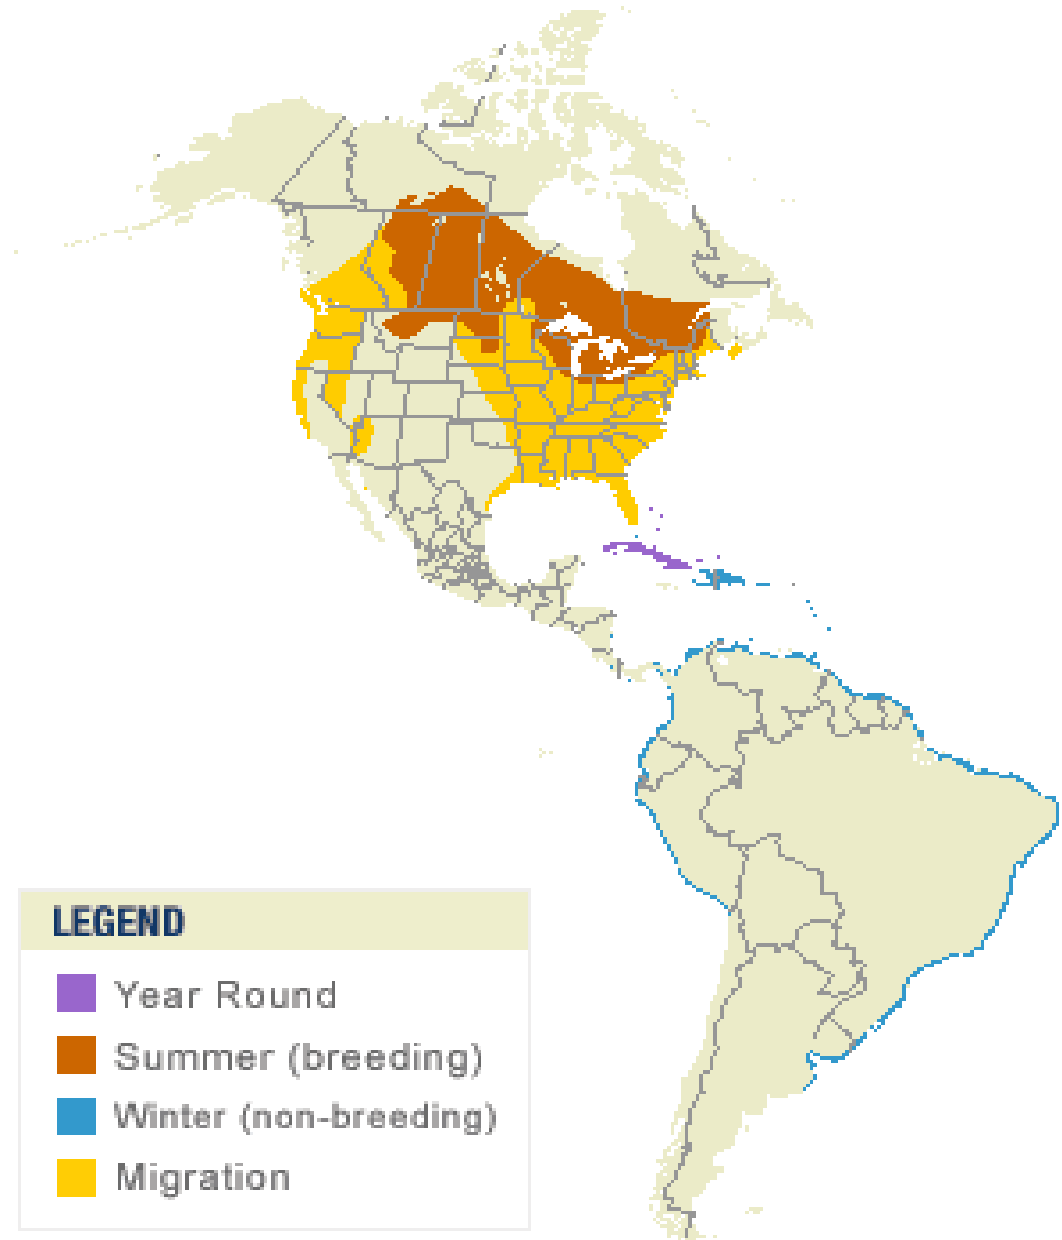 LEGEND
Year Round
Summer (breeding)
Winter (non-breeding)
Migration